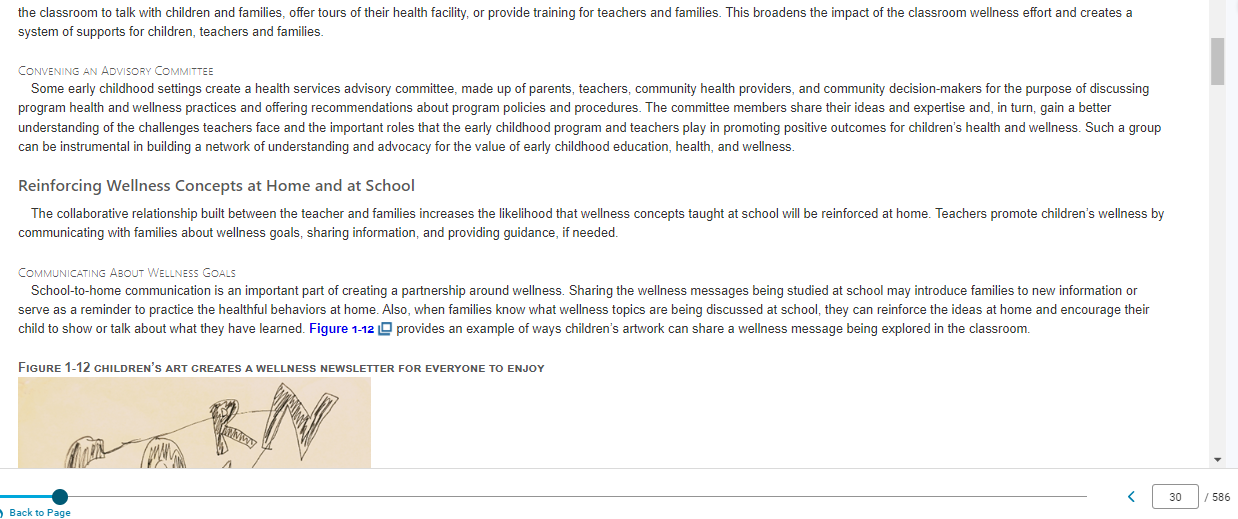 the classroom to talk with children and families, offer tours of their health facility, or provide training for teachers and families. This broadens the impact of the classroom wellness effort and creates a
system of supports for children, teachers and families.
CONVENING AN ADVISORY COMMITTEE
Some early childhood settings create a health services advisory committee, made up of parents, teachers, community health providers, and community decision-makers for the purpose of discussing
program health and wellness practices and offering recommendations about program policies and procedures. The committee members share their ideas and expertise and, in turn, gain a better
understanding of the challenges teachers face and the important roles that the early childhood program and teachers play in promoting positive outcomes for children's health and wellness. Such a group
can be instrumental in building a network of understanding and advocacy for the value of early childhood education, health, and wellness.
Reinforcing Wellness Concepts at Home and at School
The collaborative relationship built between the teacher and families increases the likelihood that wellness concepts taught at school will be reinforced at home. Teachers promote children's wellness by
communicating with families about wellness goals, sharing information, and providing guidance, if needed.
COMMUNICATING ABOUT WELLNESS GOALS
School-to-home communication is an important part of creating a partnership around wellness. Sharing the wellness messages being studied at school may introduce families to new information or
serve as a reminder to practice the healthful behaviors at home. Also, when families know what wellness topics are being discussed at school, they can reinforce the ideas at home and encourage their
child to show or talk about what they have learned. Figure 1-12 provides an example of ways children's artwork can share a wellness message being explored in the classroom.
FIGURE 1-12 CHILDREN'S ART CREATES A WELLNESS NEWSLETTER FOR EVERYONE TO ENJOY
RN
30 / 586
Back to Page